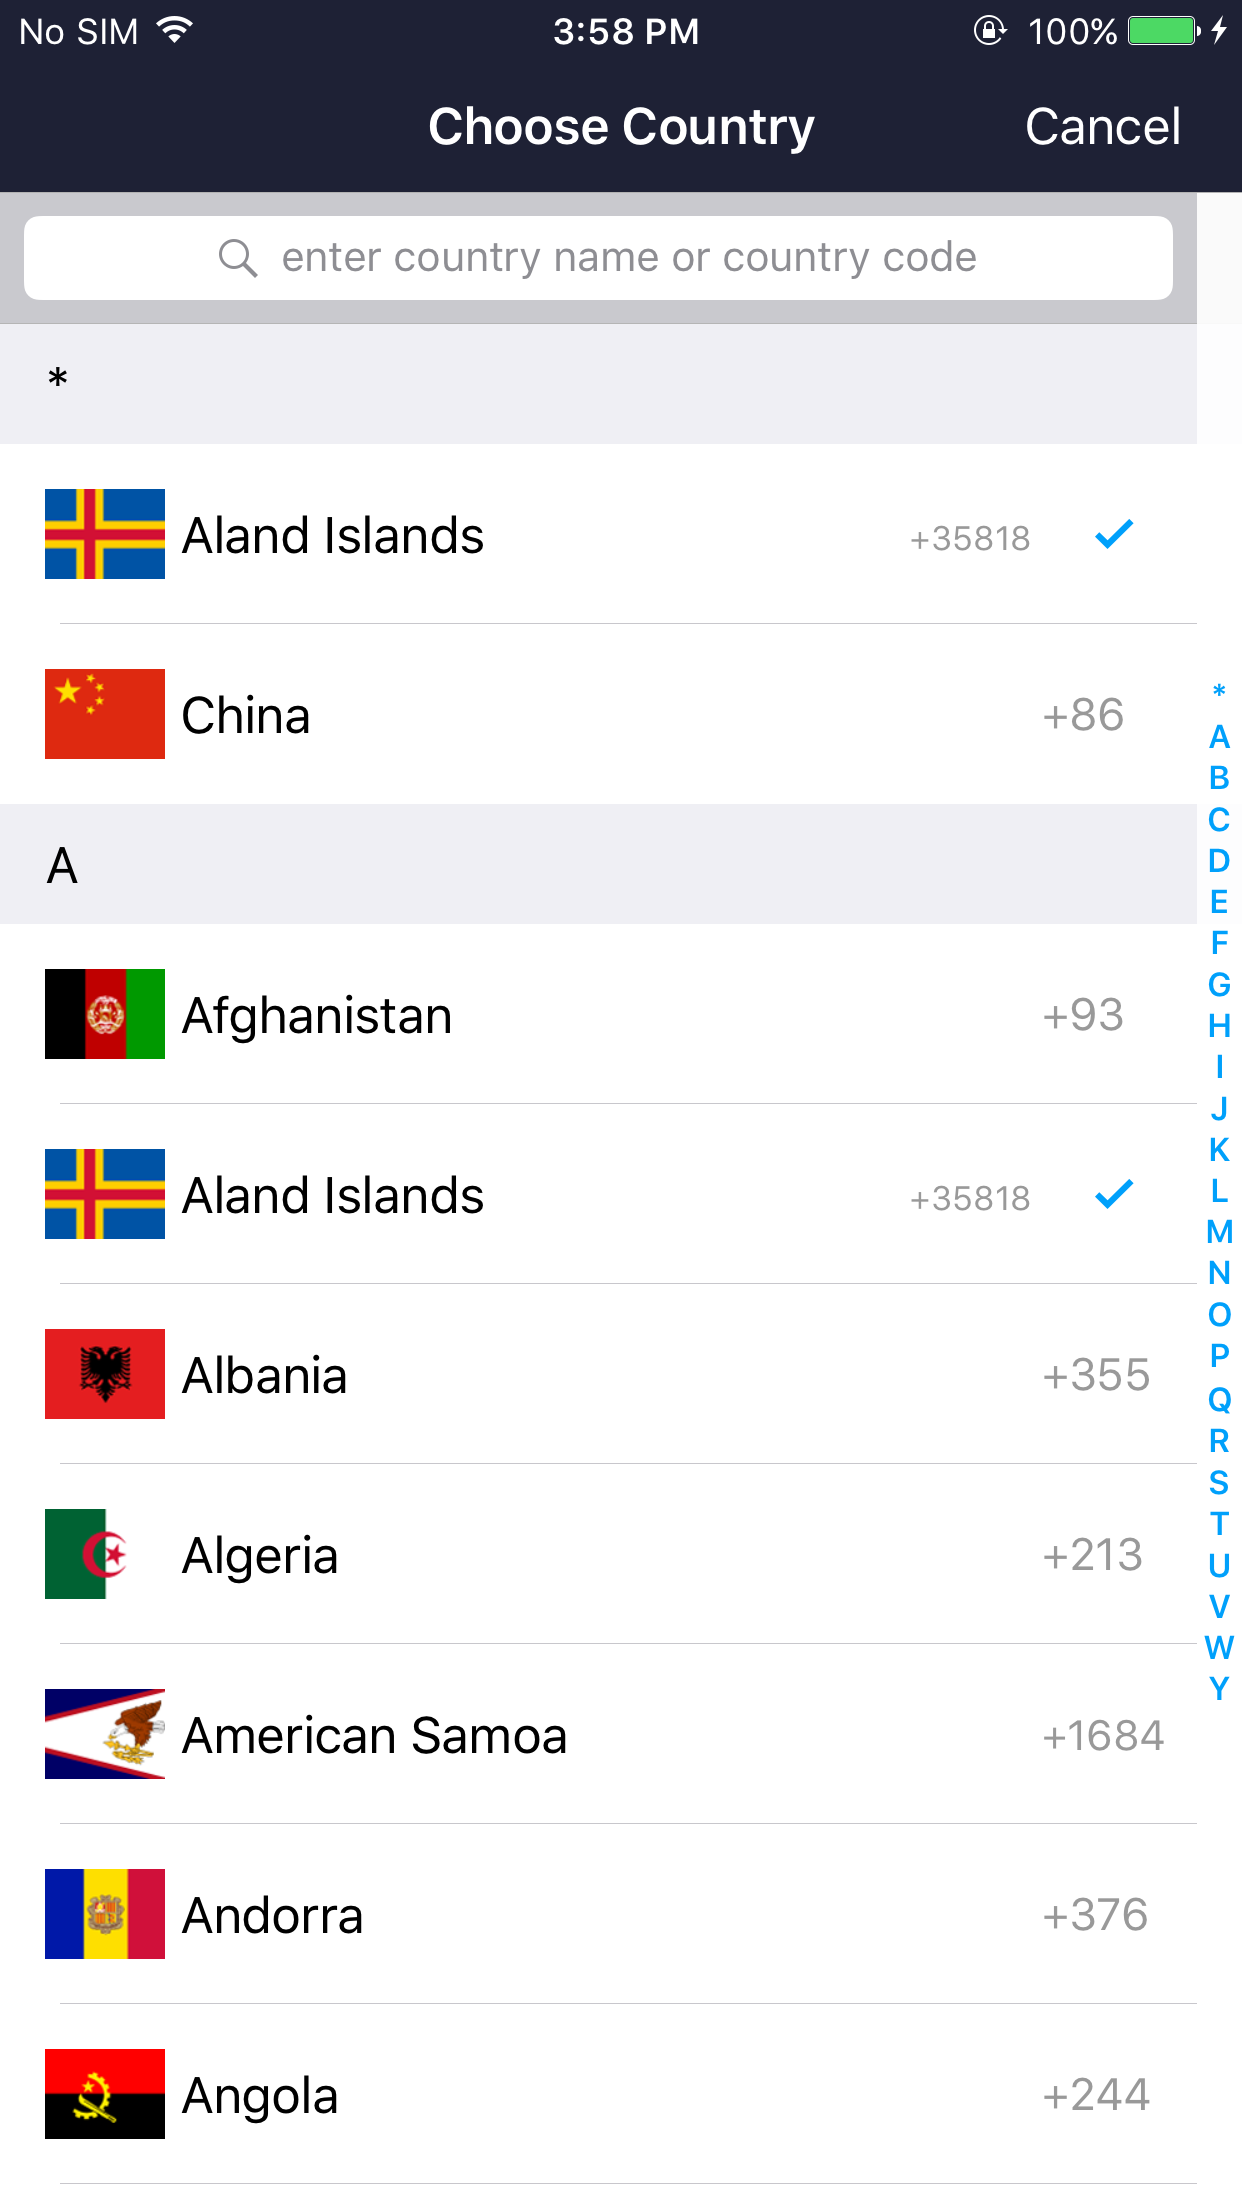 No SIM 3:58 PM 100%
Choose Country Cancel
enter country name or country code
*
Aland Islands +35818
China +86
A
Afghanistan +93
Aland Islands +35818
Albania +355
Algeria +213
American Samoa +1684
Andorra +376
Angola +244
*
A
B
C
D
E
F
G
H
I
J
K
L
M
N
O
P
Q
R
S
T
U
V
W
Y